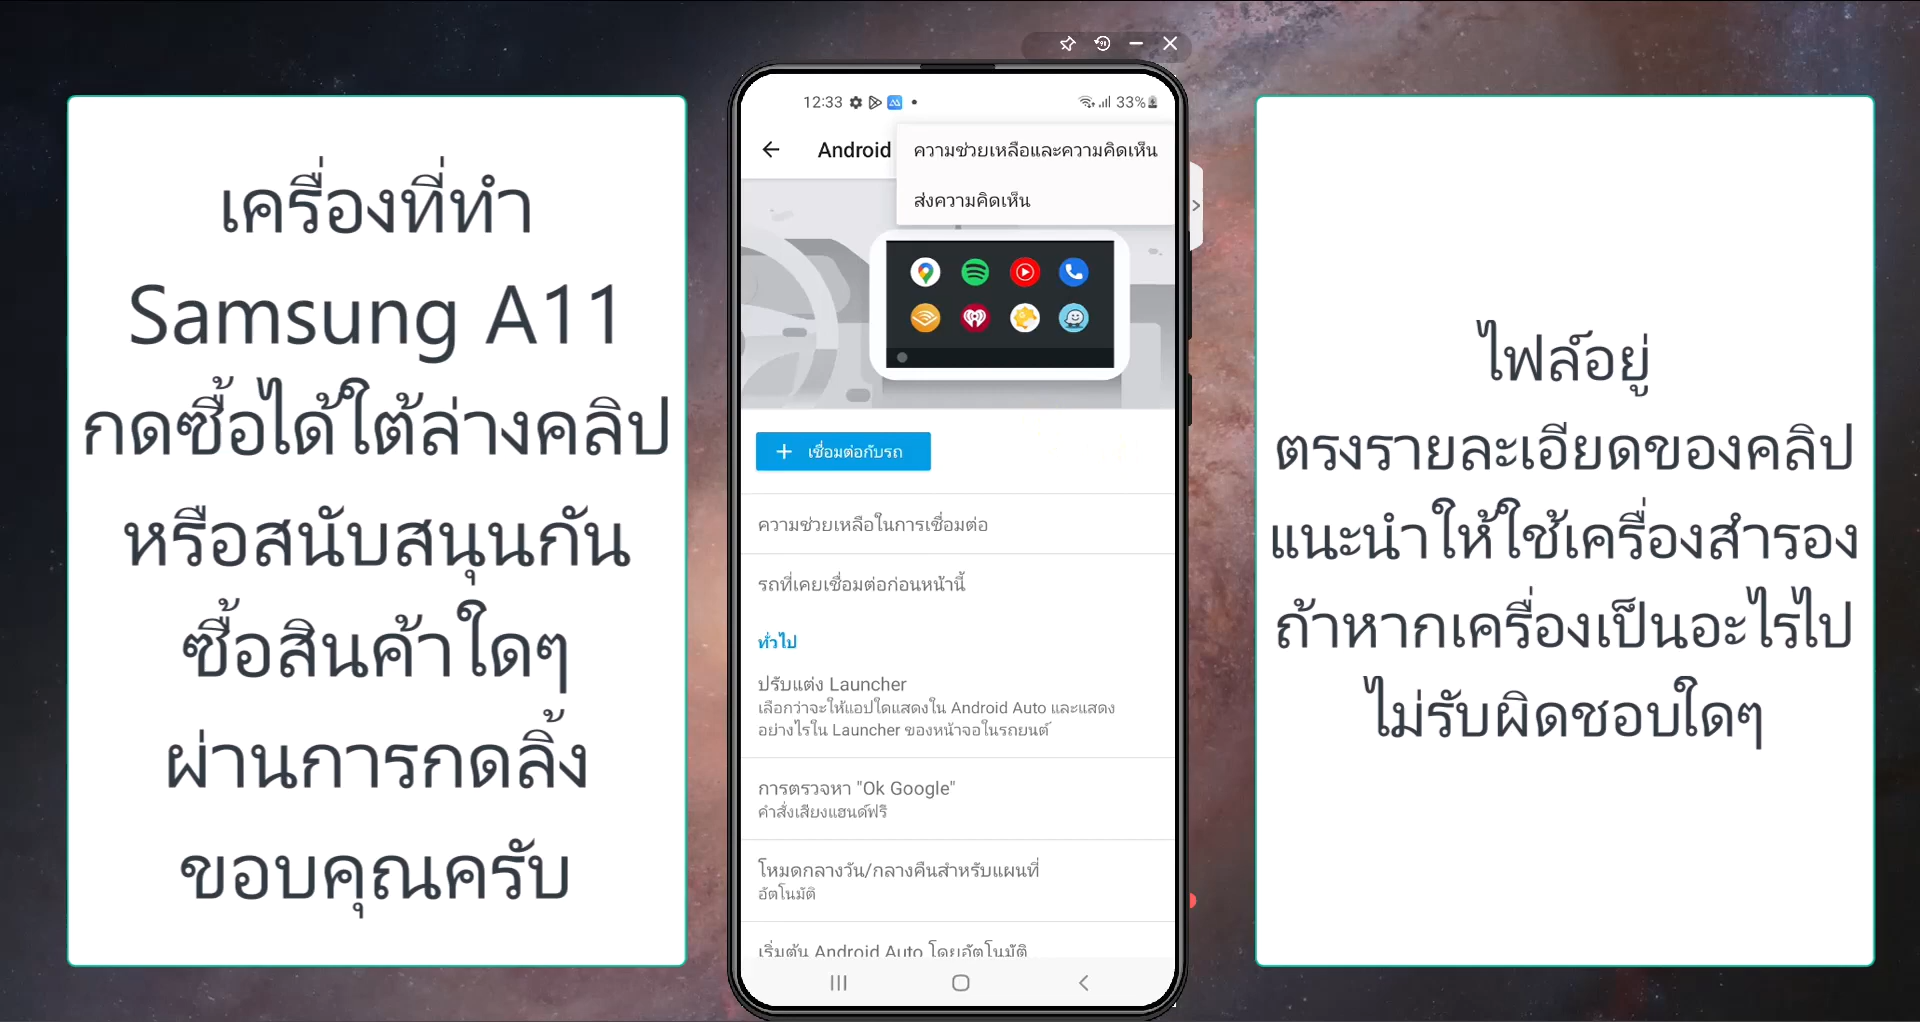 เครื่องที่ทำ
Samsung A11
กดซื้อได้ใต้ล่างคลิป
หรือสนับสนุนกัน
ซื้อสินค้าใดๆ
ผ่านการกดลิ้ง
ขอบคุณครับ
12:33
33%
Android
ความช่วยเหลือและความคิดเห็น
ส่งความคิดเห็น
+ เชื่อมต่อกับรถ
ความช่วยเหลือในการเชื่อมต่อ
รถที่เคยเชื่อมต่อก่อนหน้านี้
ทั่วไป
ปรับแต่ง Launcher
เลือกว่าจะให้แอปใดแสดงใน Android Auto และแสดง
อย่างไรใน Launcher ของหน้าจอในรถยนต์
การตรวจหา "Ok Google"
คำสั่งเสียงแฮนด์ฟรี
โหมดกลางวัน/กลางคืนสำหรับแผนที่
อัตโนมัติ
เริ่มต้น Android Auto โดยอัตโนมัติ
ไฟล์อยู่
ตรงรายละเอียดของคลิป
แนะนำให้ใช้เครื่องสำรอง
ถ้าหากเครื่องเป็นอะไรไป
ไม่รับผิดชอบใดๆ